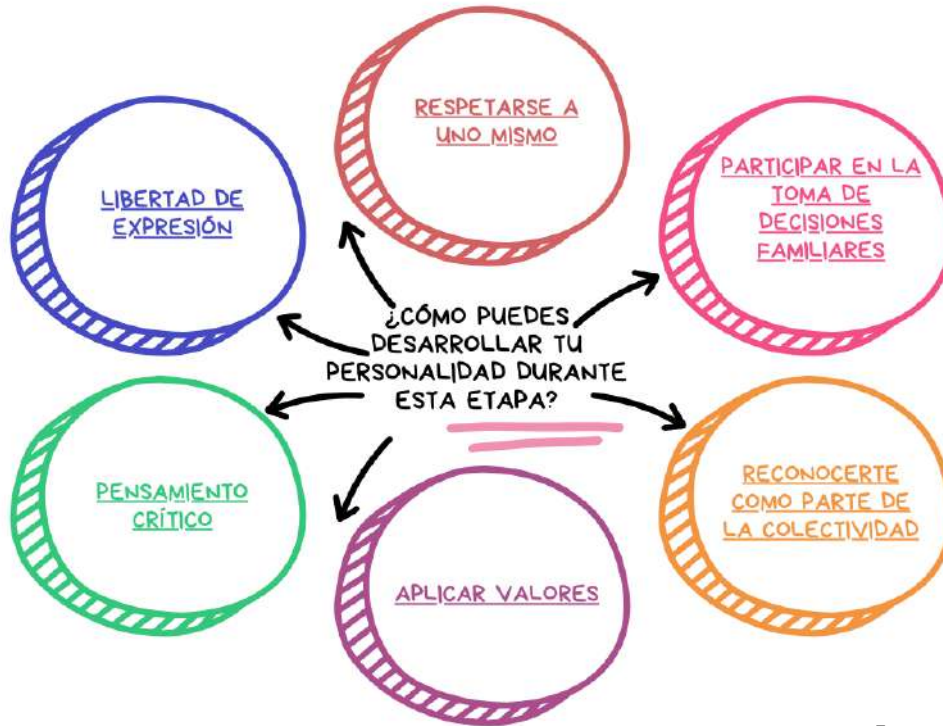 RESPETARSE A
UNO MISMO
LIBERTAD DE
EXPRESIÓN
PARTICIPAR EN LA
TOMA DE
DECISIONES
FAMILIARES
¿CÓMO PUEDES
DESARROLLAR TU
PERSONALIDAD DURANTE
ESTA ETAPA?
PENSAMIENTO
CRÍTICO
APLICAR VALORES
RECONOCERTE
COMO PARTE DE
LA COLECTIVIDAD